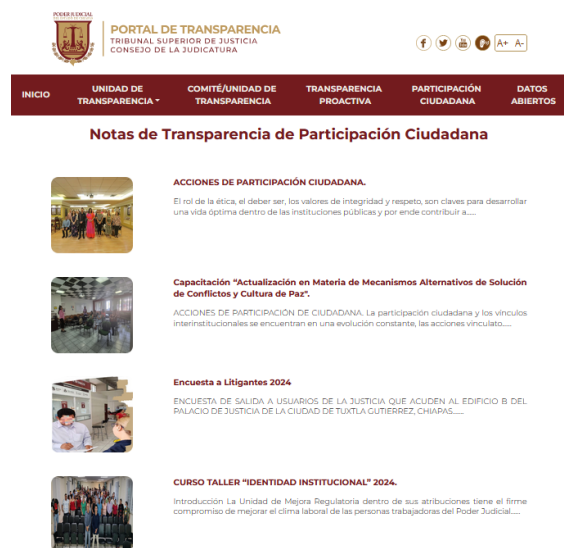 PODER JUDICIAL
PORTAL DE TRANSPARENCIA
TRIBUNAL SUPERIOR DE JUSTICIA
CONSEJO DE LA JUDICATURA
A+ A-
INICIO
UNIDAD DE
TRANSPARENCIA
COMITÉ/UNIDAD DE
TRANSPARENCIA
TRANSPARENCIA
PROACTIVA
PARTICIPACIÓN
CIUDADANA
DATOS
ABIERTOS
Notas de Transparencia de Participación Ciudadana
ACCIONES DE PARTICIPACIÓN CIUDADANA.
El rol de la ética, el deber ser, los valores de integridad y respeto, son claves para desarrollar
una vida óptima dentro de las instituciones públicas y por ende contribuir a......
Capacitación "Actualización en Materia de Mecanismos Alternativos de Solución
de Conflictos y Cultura de Paz".
ACCIONES DE PARTICIPACIÓN DE CIUDADANA. La participación ciudadana y los vínculos
interinstitucionales se encuentran en una evolución constante, las acciones vinculato......
Encuesta a Litigantes 2024
ENCUESTA DE SALIDA A USUARIOS DE LA JUSTICIA QUE ACUDEN AL EDIFICIO B DEL
PALACIO DE JUSTICIA DE LA CIUDAD DE TUXTLA GUTIERREZ, CHIAPAS......
CURSO TALLER "IDENTIDAD INSTITUCIONAL" 2024.
Introducción La Unidad de Mejora Regulatoria dentro de sus atribuciones tiene el firme
compromiso de mejorar el clima laboral de las personas trabajadoras del Poder Judicial......